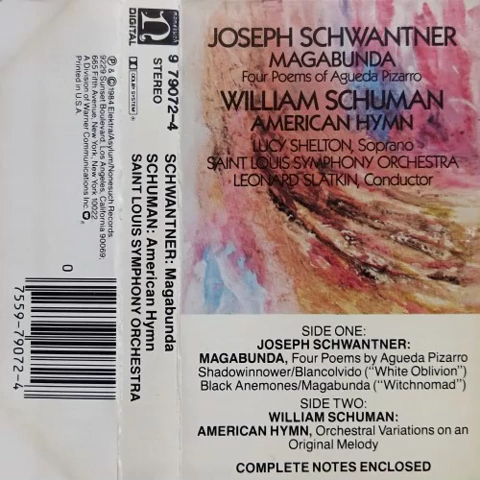 JOSEPH SCHWANTNER
MAGABUNDA
Four Poems of Agueda Pizarro
WILLIAM SCHUMAN
AMERICAN HYMN
LUCY SHELTON, Soprano
SAINT LOUIS SYMPHONY ORCHESTRA
LEONARD SLATKIN, Conductor
SIDE ONE:
JOSEPH SCHWANTNER:
MAGABUNDA, Four Poems by Agueda Pizarro
Shadowinnower/Blancolvido ("White Oblivion")
Black Anemones/Magabunda ("Witchnomad")
SIDE TWO:
WILLIAM SCHUMAN:
AMERICAN HYMN, Orchestral Variations on an
Original Melody
COMPLETE NOTES ENCLOSED
nonesuch
N
DIGITAL
DOLBY SYSTEM
9 79072-4
STEREO
SCHWANTNER: Magabunda
SCHUMAN: American Hymn
SAINT LOUIS SYMPHONY ORCHESTRA
℗ & © 1984 Elektra/Asylum/Nonesuch Records
9229 Sunset Boulevard, Los Angeles, California 90069;
665 Fifth Avenue, New York, New York 10022
A Division of Warner Communications Inc.
Printed in U.S.A.
0
7559-79072-4